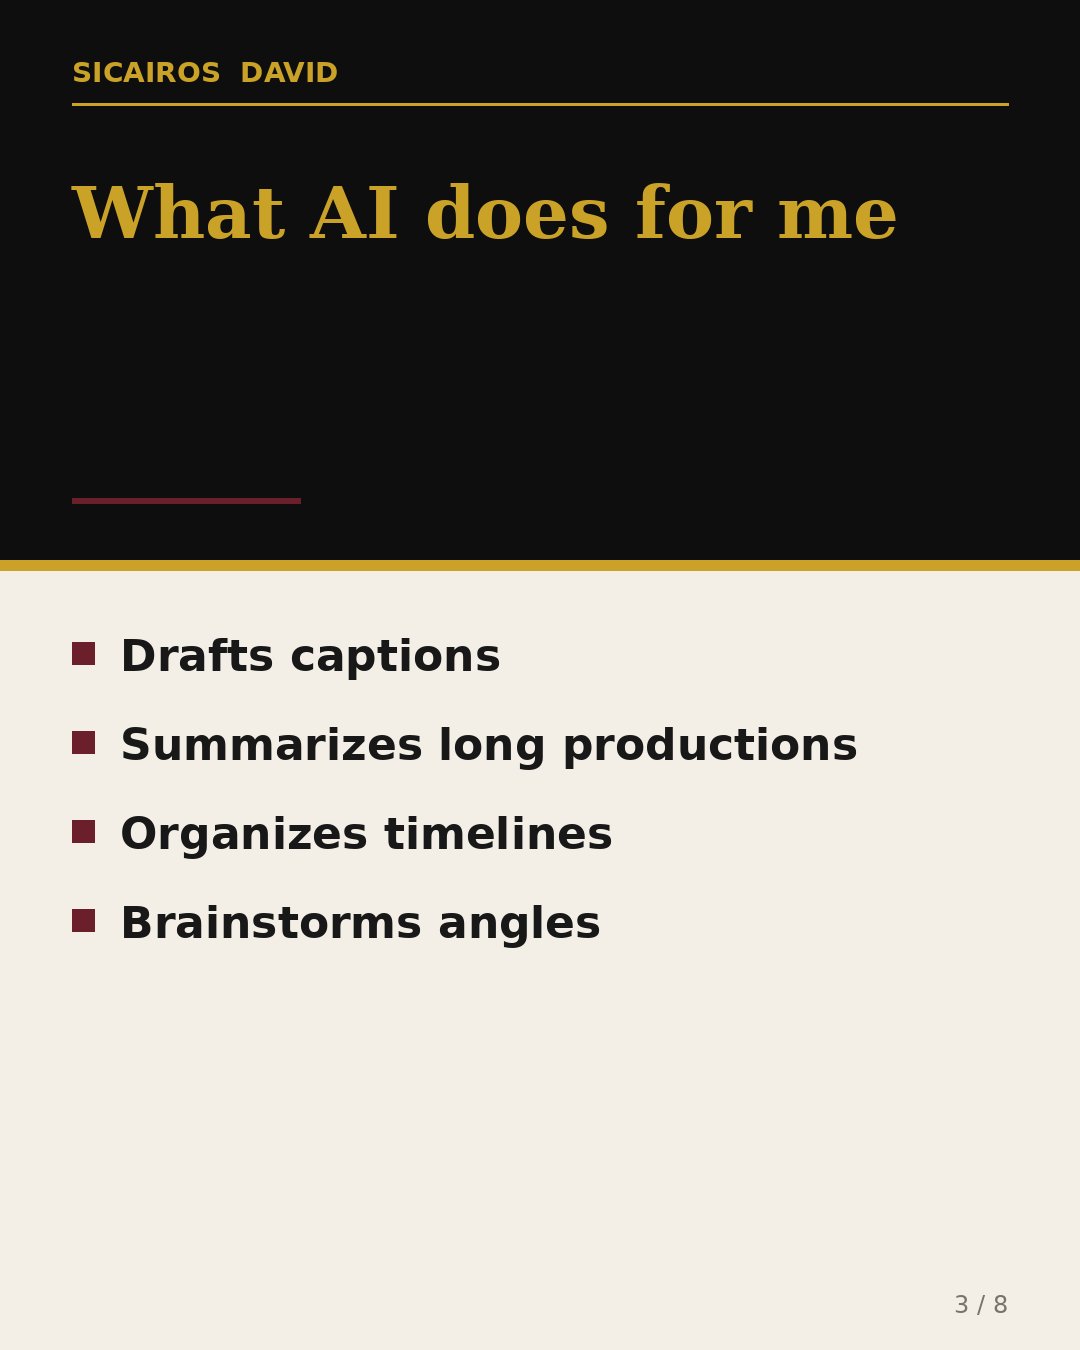 SICAIROS DAVID
What AI does for me
Drafts captions
Summarizes long productions
Organizes timelines
Brainstorms angles
3 / 8